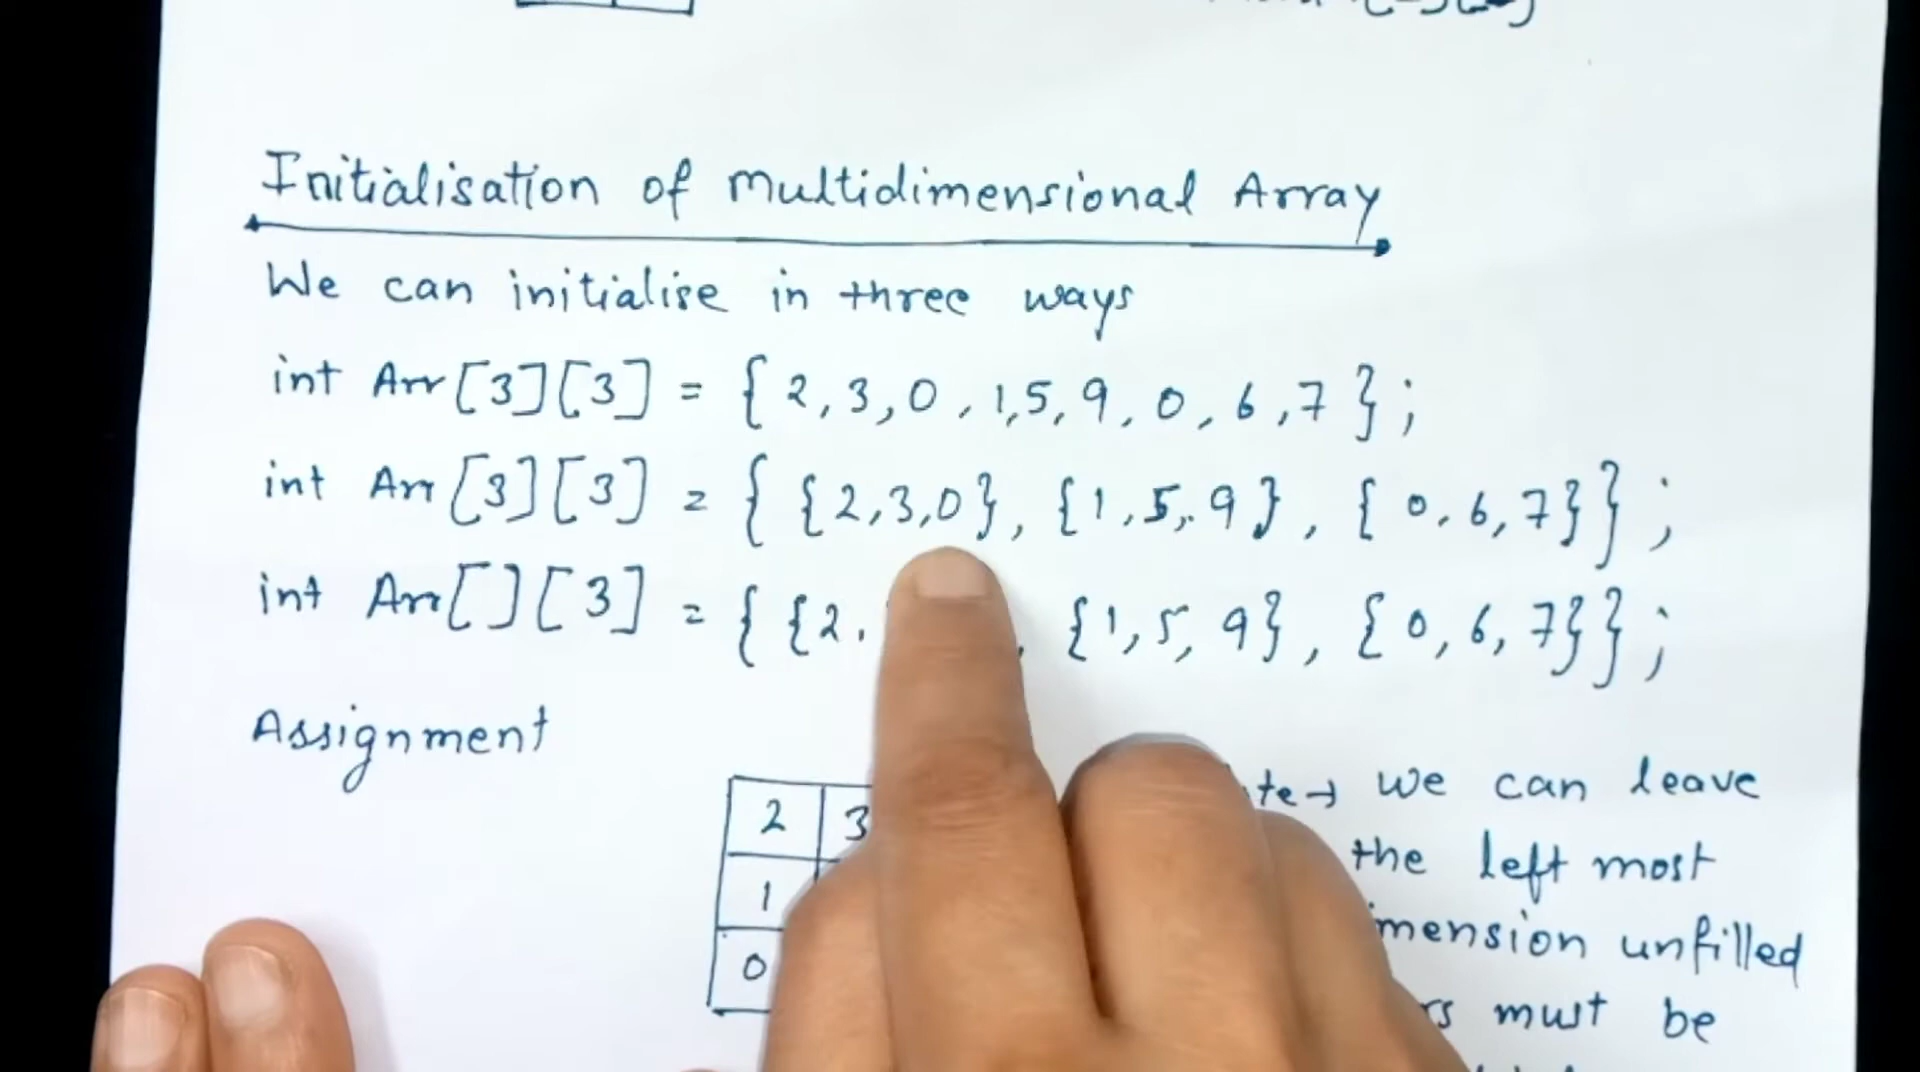 Initialisation of multidimensional Array
We can initialise in three ways
int Arr[3][3] = { 2, 3, 0, 1, 5, 9, 0, 6, 7 };
int Arr[3][3] = { {2,3,0}, {1,5,9}, {0,6,7}};
int Arr[][3] = { {2, , {1,5,9}, {0,6,7}};
Assignment
2 3
1
0
we can leave
the left most
unfilled
must be